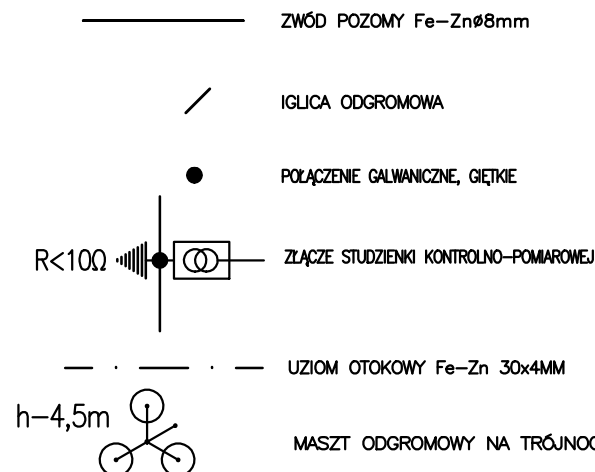 ZWÓD POZOMY Fe-Znø8mm
IGLICA ODGROMOWA
POŁĄCZENIE GALWANICZNE, GIĘTKIE
R<10Ω ZŁĄCZE STUDZIENKI KONTROLNO-POMIAROWEJ
UZIOM OTOKOWY Fe-Zn 30x4MM
h-4,5m
MASZT ODGROMOWY NA